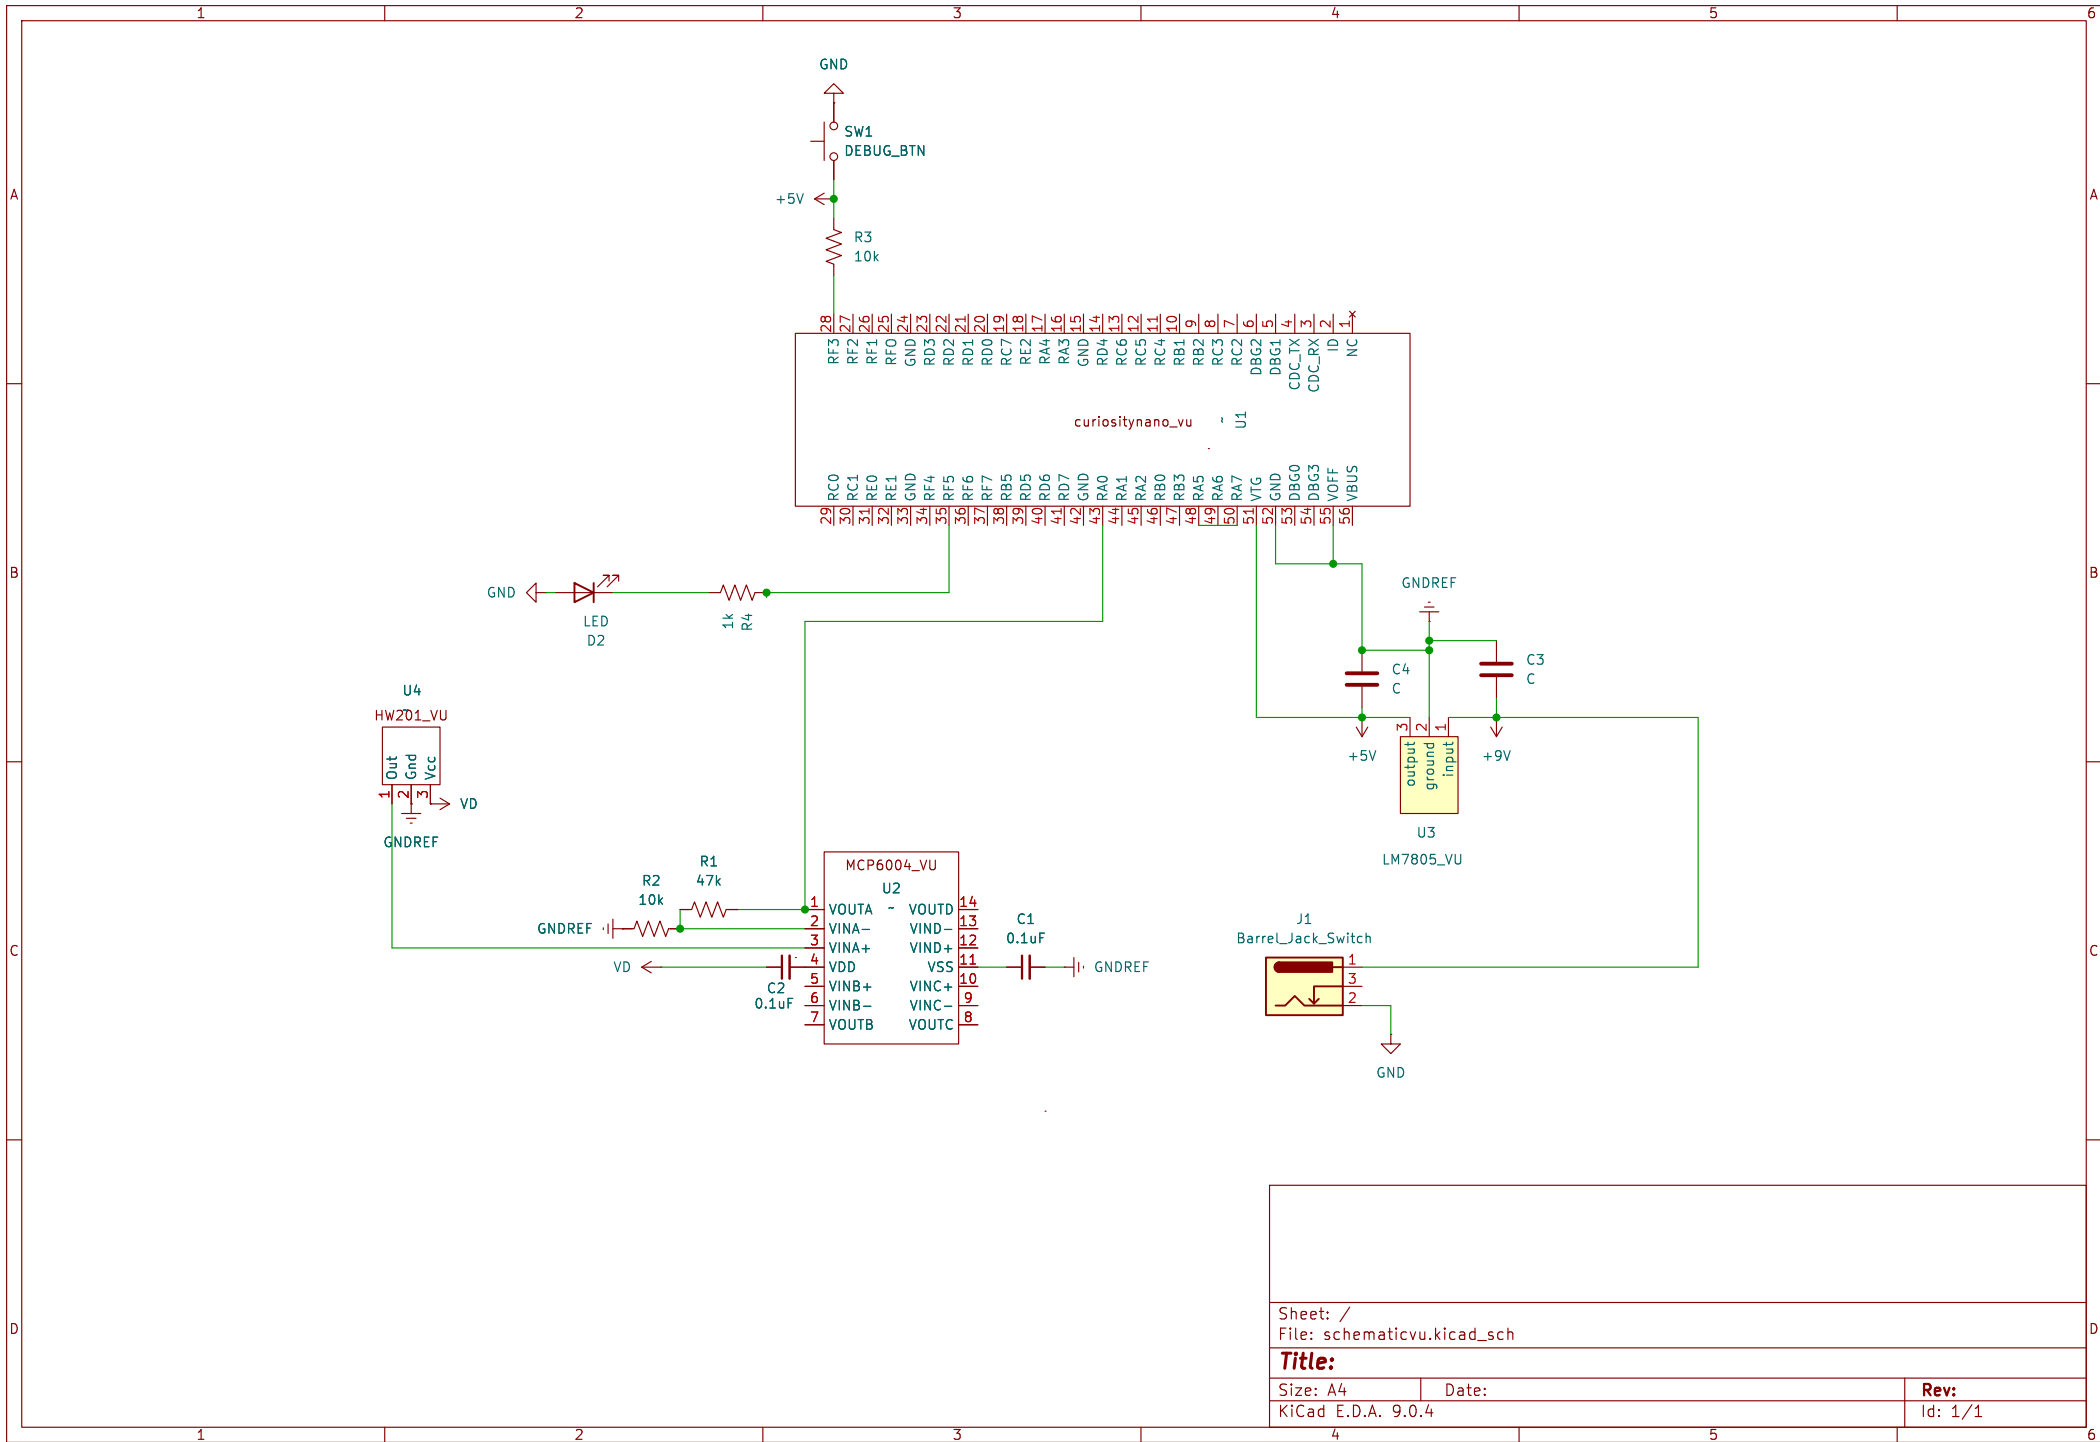 1 2 3 4 5 6
A A
B B
C C
D D
GND
SW1
DEBUG_BTN
+5V
R3
10k
28 27 26 25 24 23 22 21 20 19 18 17 16 15 14 13 12 11 10 9 8 7 6 5 4 3 2 1
RF3 RF2 RF1 RF0 GND RD3 RD2 RD1 RD0 RC7 RE2 RA4 RA3 GND RD4 RC6 RC5 RC4 RB1 RB2 RC3 RC2 DBG2 DBG1 CDC_TX CDC_RX ID NC
curiositynano_vu ~ U1
RC0 RC1 RE0 RE1 GND RF4 RF5 RF6 RF7 RB5 RD5 RD6 RD7 GND RA0 RA1 RA2 RB0 RB3 RA5 RA6 RA7 VTG GND DBG0 DBG3 VOFF VBUS
29 30 31 32 33 34 35 36 37 38 39 40 41 42 43 44 45 46 47 48 49 50 51 52 53 54 55 56
GND
LED
D2
1k
R4
GNDREF
C4
C
C3
C
+5V
+9V
3 2 1
output ground input
U3
LM7805_VU
U4
~
HW201_VU
Out Gnd Vcc
1 2 3
VD
GNDREF
R1
47k
R2
10k
GNDREF
MCP6004_VU
U2
~
1 VOUTA VOUTD 14
2 VINA- VIND- 13
3 VINA+ VIND+ 12
4 VDD VSS 11
5 VINB+ VINC+ 10
6 VINB- VINC- 9
7 VOUTB VOUTC 8
VD
C2
0.1uF
C1
0.1uF
GNDREF
J1
Barrel_Jack_Switch
1
3
2
GND
Sheet: /
File: schematicvu.kicad_sch
Title:
Size: A4 Date: Rev:
KiCad E.D.A. 9.0.4 Id: 1/1
1 2 3 4 5 6